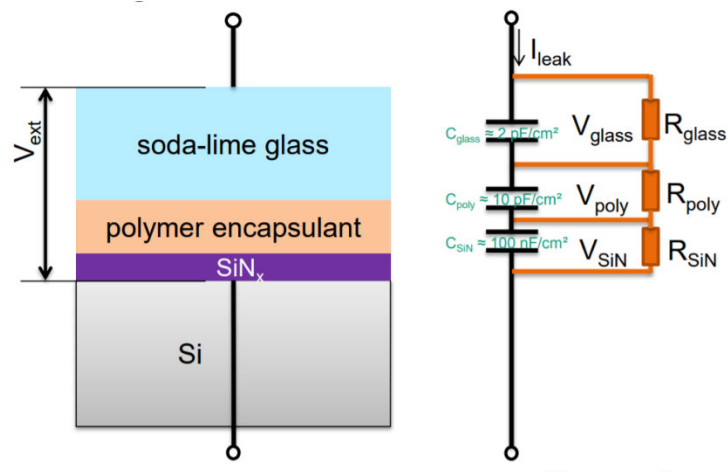 V_ext
soda-lime glass
polymer encapsulant
SiN_x
Si
I_leak
C_glass ≈ 2 pF/cm²
V_glass
R_glass
C_poly ≈ 10 pF/cm²
V_poly
R_poly
C_SiN ≈ 100 nF/cm²
V_SiN
R_SiN